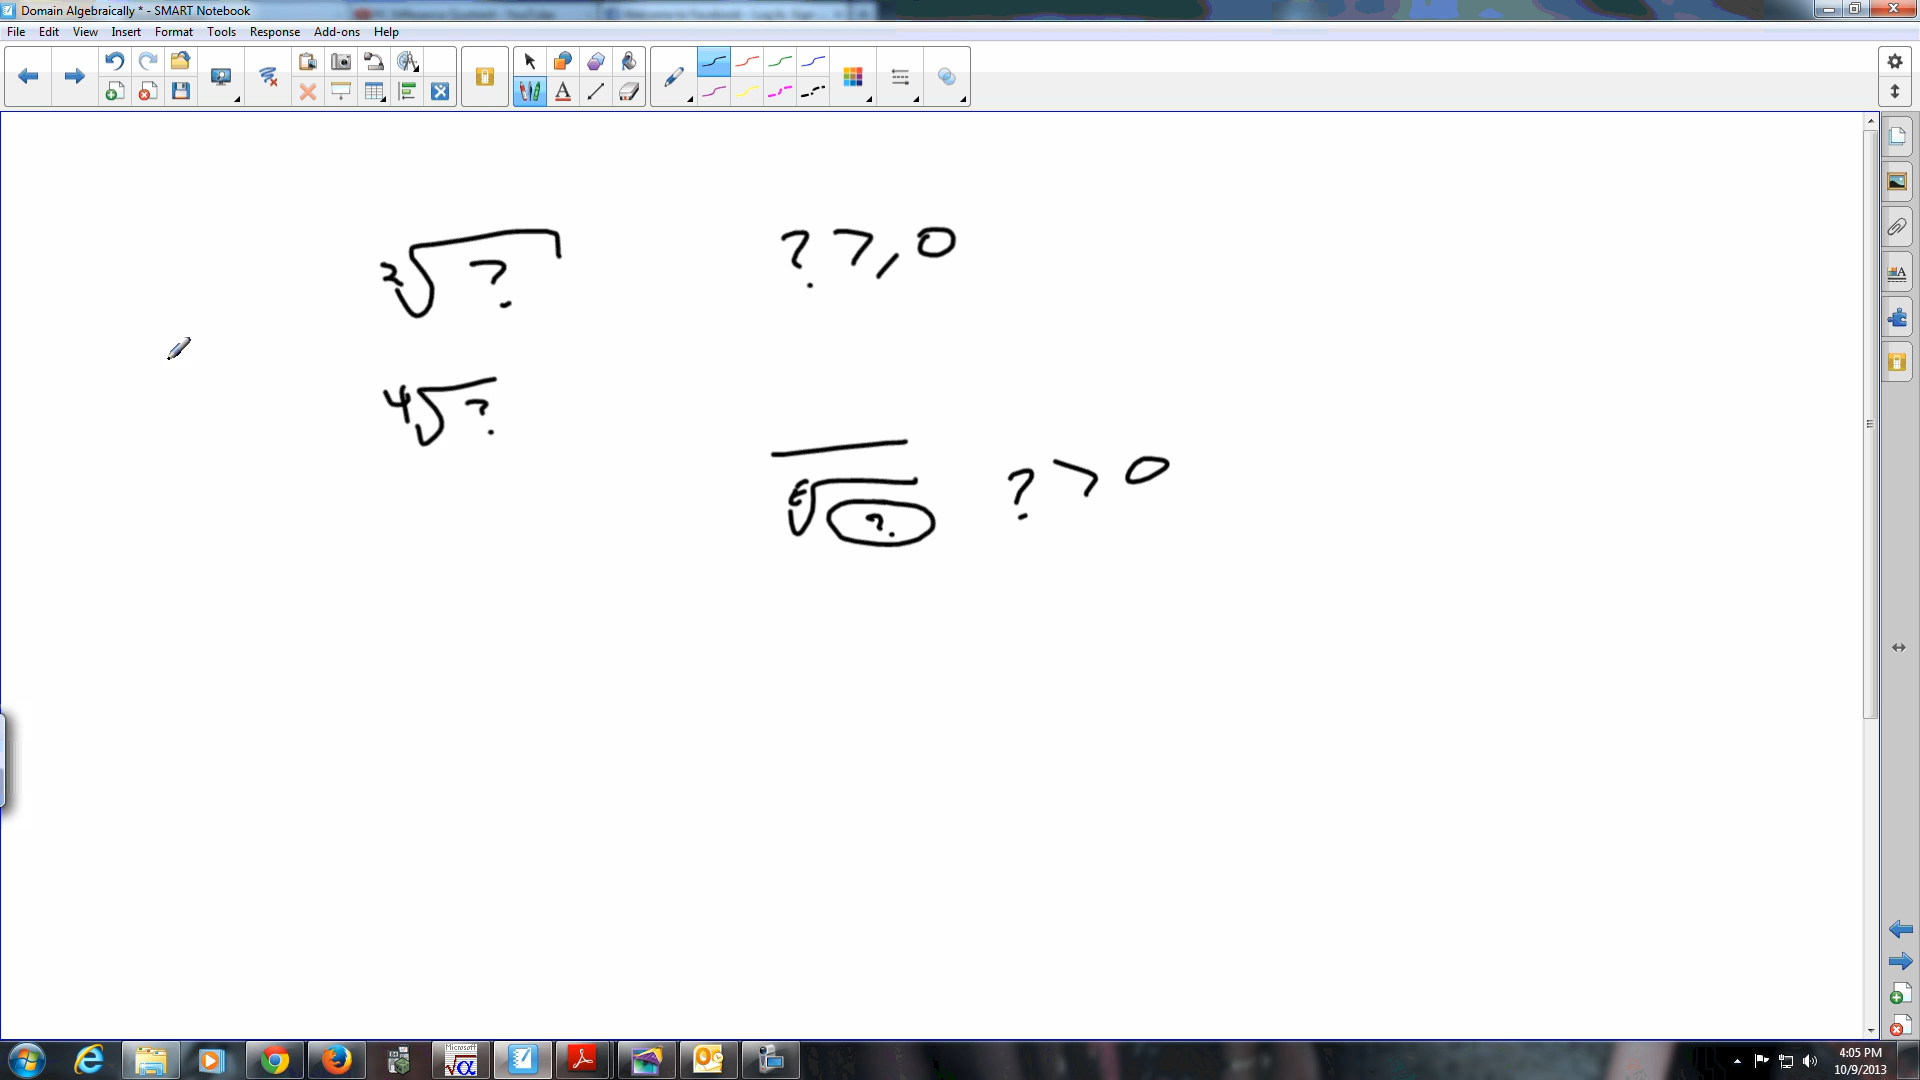 Domain Algebraically * - SMART Notebook
File Edit View Insert Format Tools Response Add-ons Help
2√? ? ⩾ 0
4√?
E√? ? > 0
Microsoft
√α
4:05 PM
10/9/2013